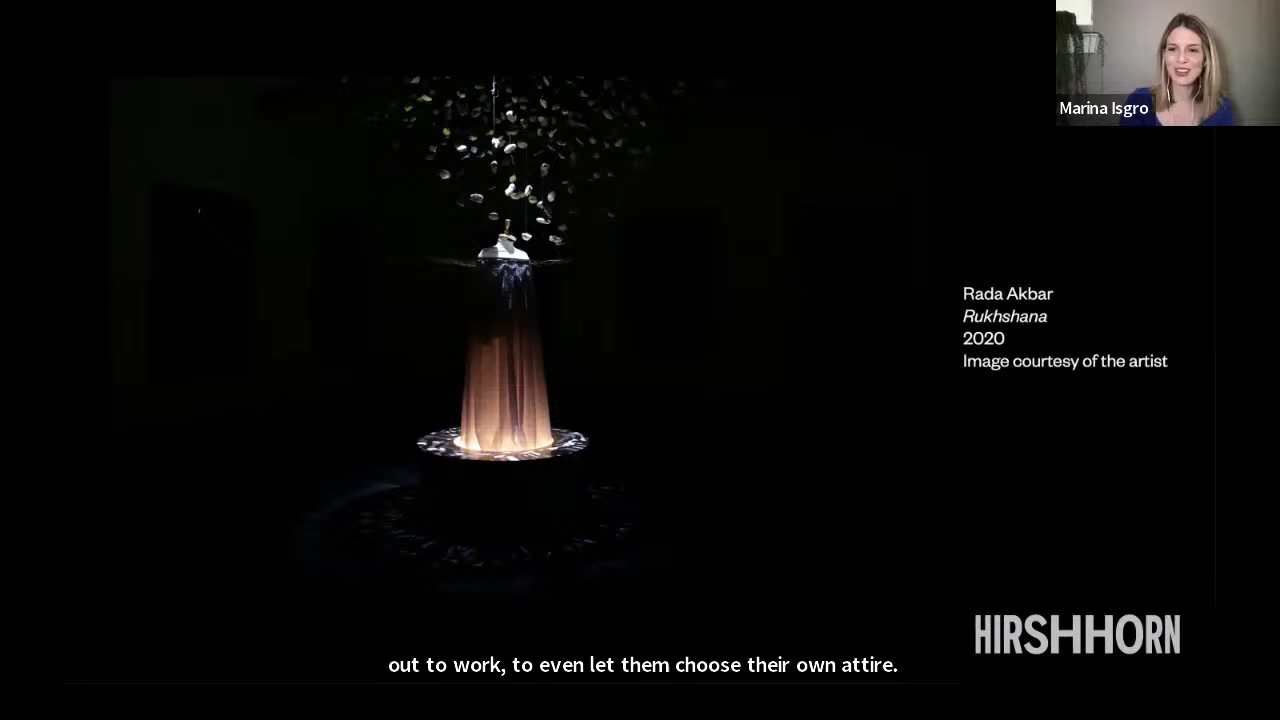 Marina Isgro
Rada Akbar
Rukhshana
2020
Image courtesy of the artist
HIRSHHORN
out to work, to even let them choose their own attire.